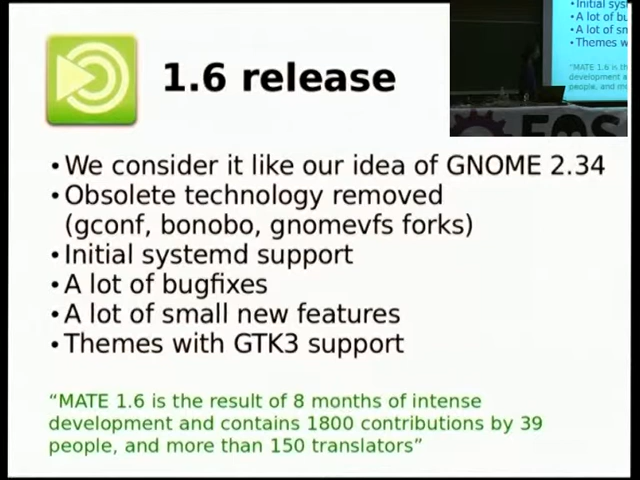 1.6 release
• We consider it like our idea of GNOME 2.34
• Obsolete technology removed
(gconf, bonobo, gnomevfs forks)
• Initial systemd support
• A lot of bugfixes
• A lot of small new features
• Themes with GTK3 support
“MATE 1.6 is the result of 8 months of intense
development and contains 1800 contributions by 39
people, and more than 150 translators”
• Initial sys
• A lot of bu
• A lot of sm
• Themes w
“MATE 1.6 is th
development a
people, and mo